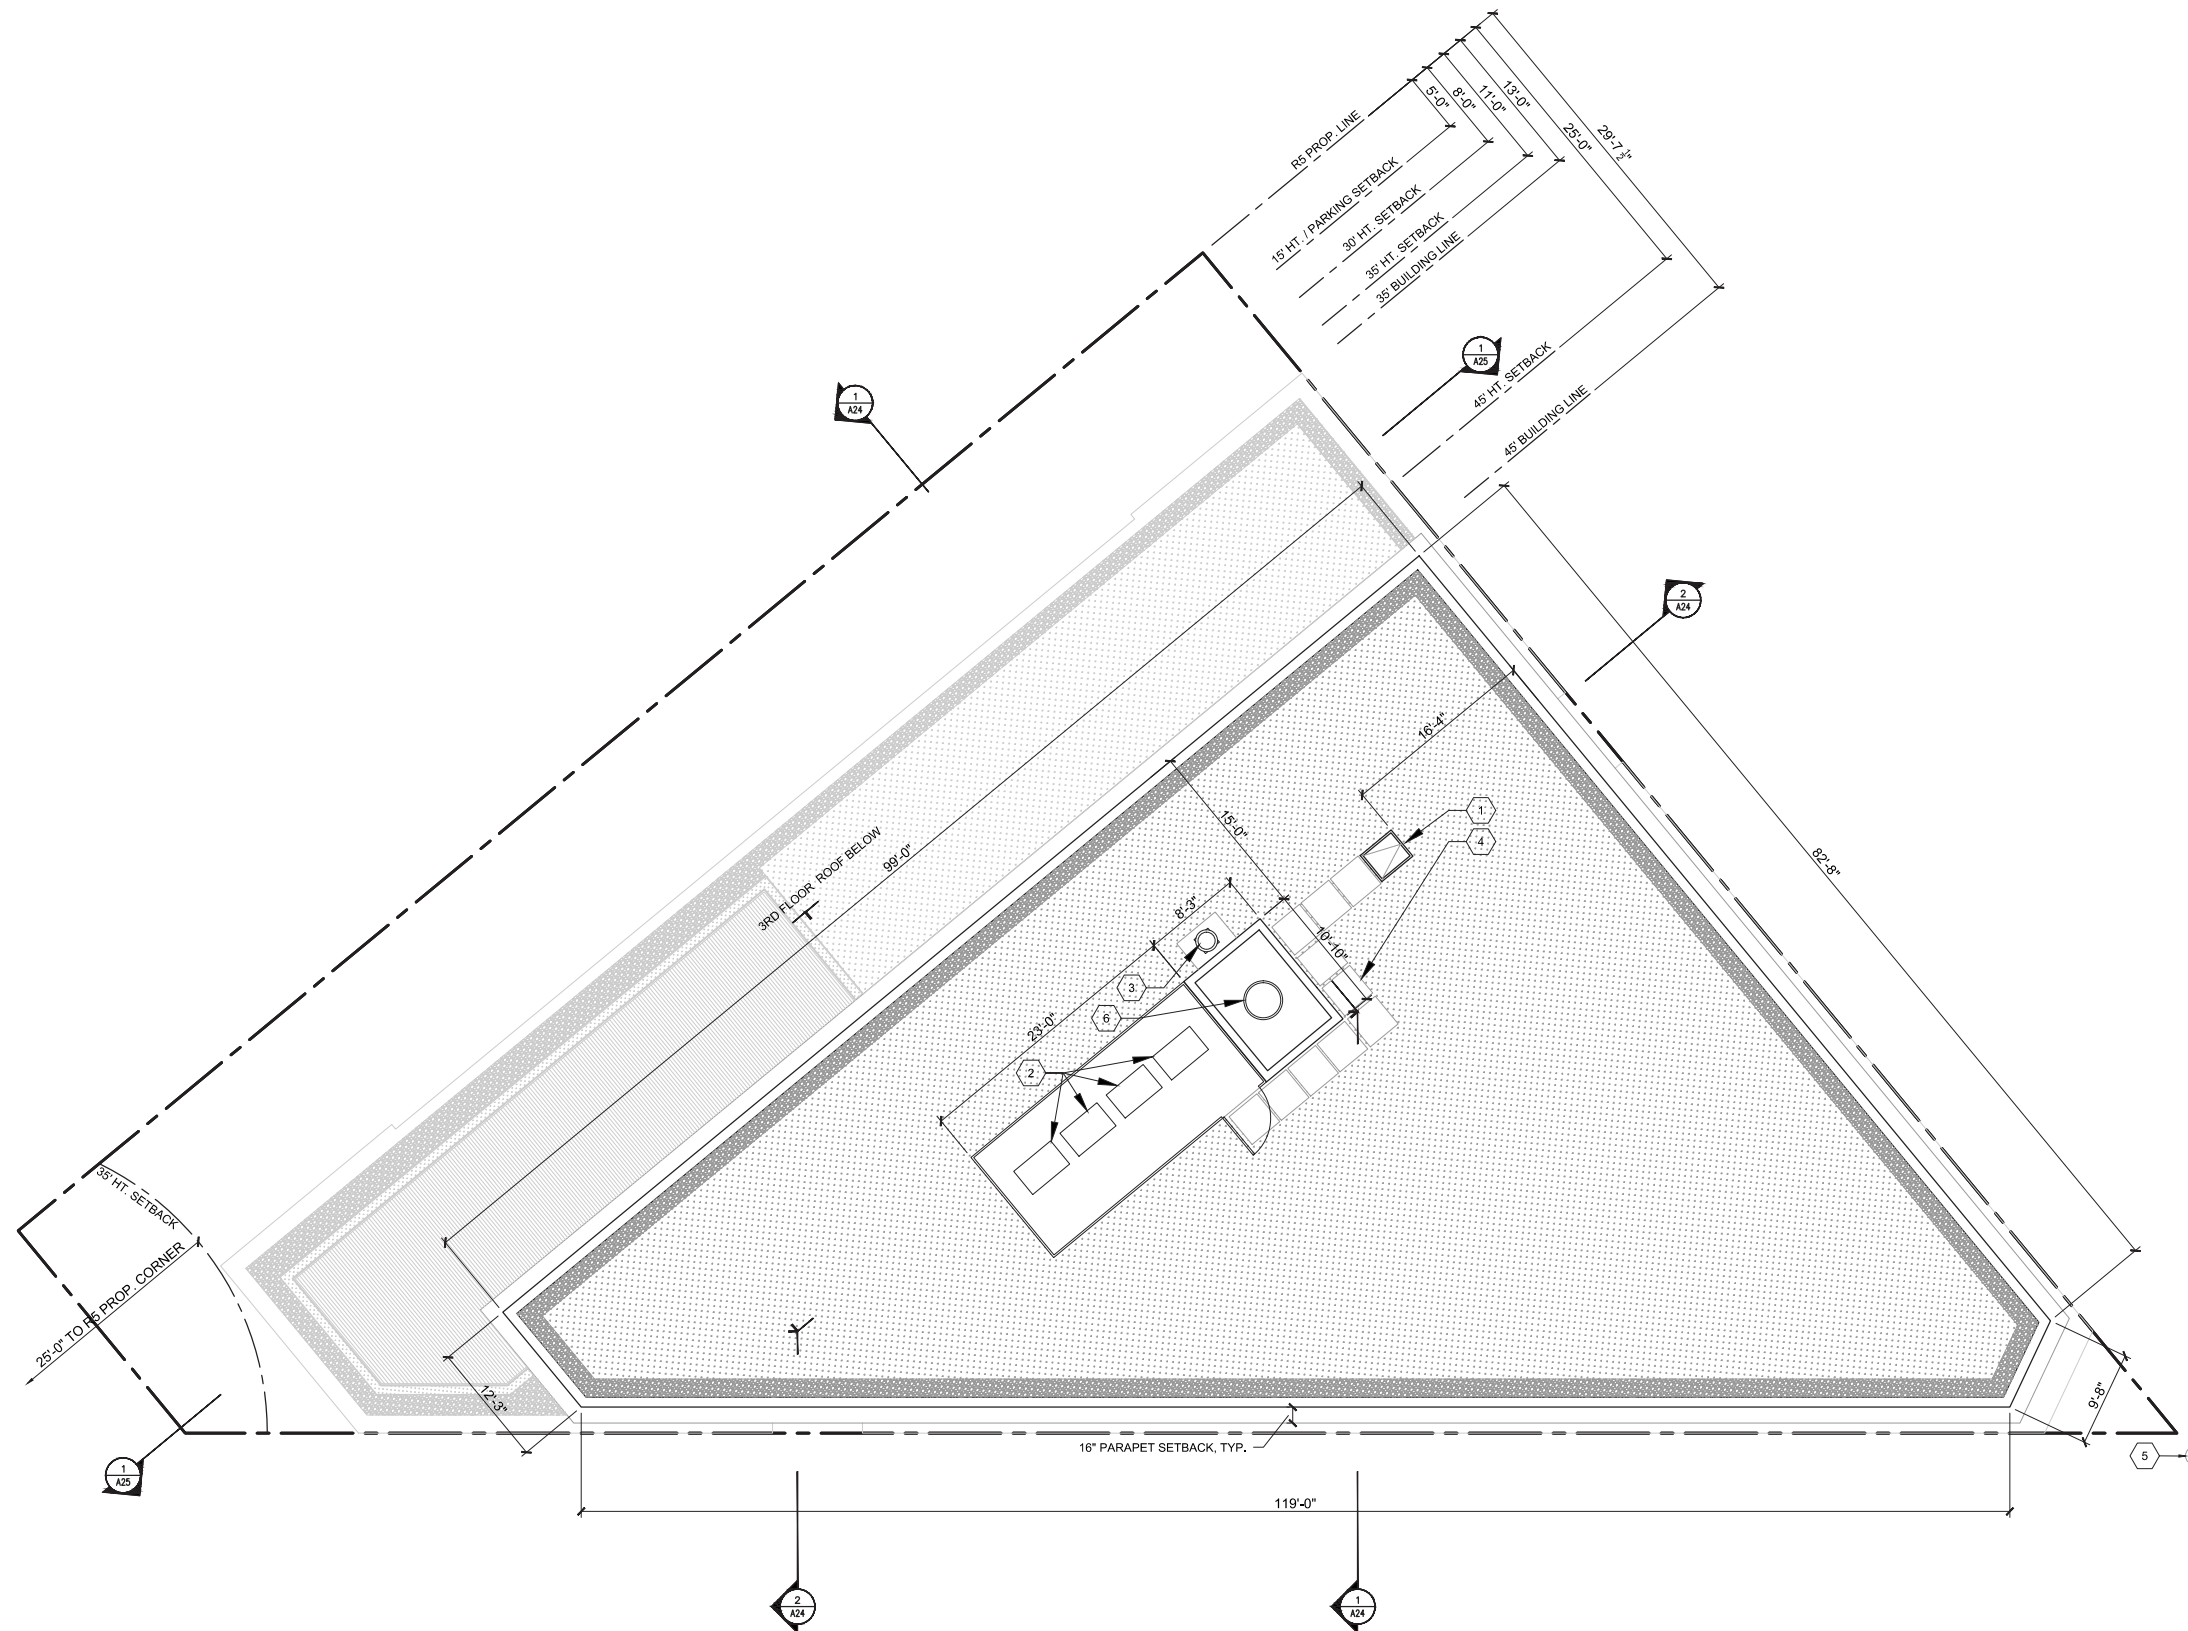 5'-0"
8'-0"
11'-0"
13'-0"
25'-0"
29'-7 1/2"
R5 PROP. LINE
15' HT. / PARKING SETBACK
30' HT. SETBACK
35' HT. SETBACK
35' BUILDING LINE
45' HT. SETBACK
45' BUILDING LINE
1
A25
1
A24
2
A24
16'-4"
15'-0"
1
4
82'-8"
3RD FLOOR ROOF BELOW
99'-0"
8'-3"
10'-10"
3
6
23'-0"
2
35' HT. SETBACK
25'-0" TO R5 PROP. CORNER
12'-3"
9'-8"
16" PARAPET SETBACK, TYP.
5
1
A25
119'-0"
2
A24
1
A24